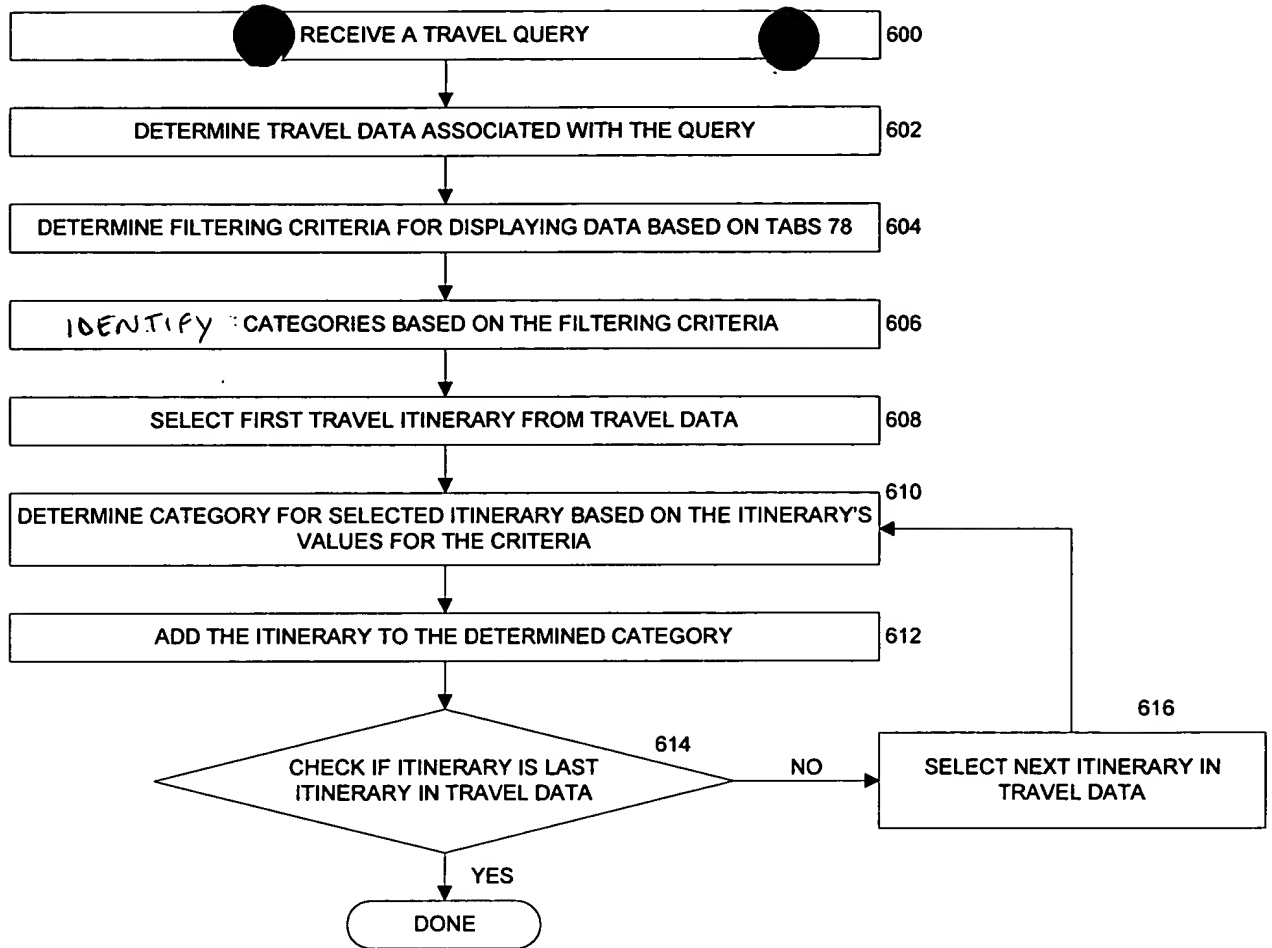 RECEIVE A TRAVEL QUERY 600
DETERMINE TRAVEL DATA ASSOCIATED WITH THE QUERY 602
DETERMINE FILTERING CRITERIA FOR DISPLAYING DATA BASED ON TABS 78 604
IDENTIFY CATEGORIES BASED ON THE FILTERING CRITERIA 606
SELECT FIRST TRAVEL ITINERARY FROM TRAVEL DATA 608
610
DETERMINE CATEGORY FOR SELECTED ITINERARY BASED ON THE ITINERARY'S
VALUES FOR THE CRITERIA
ADD THE ITINERARY TO THE DETERMINED CATEGORY 612
614
CHECK IF ITINERARY IS LAST
ITINERARY IN TRAVEL DATA
NO
616
SELECT NEXT ITINERARY IN
TRAVEL DATA
YES
DONE